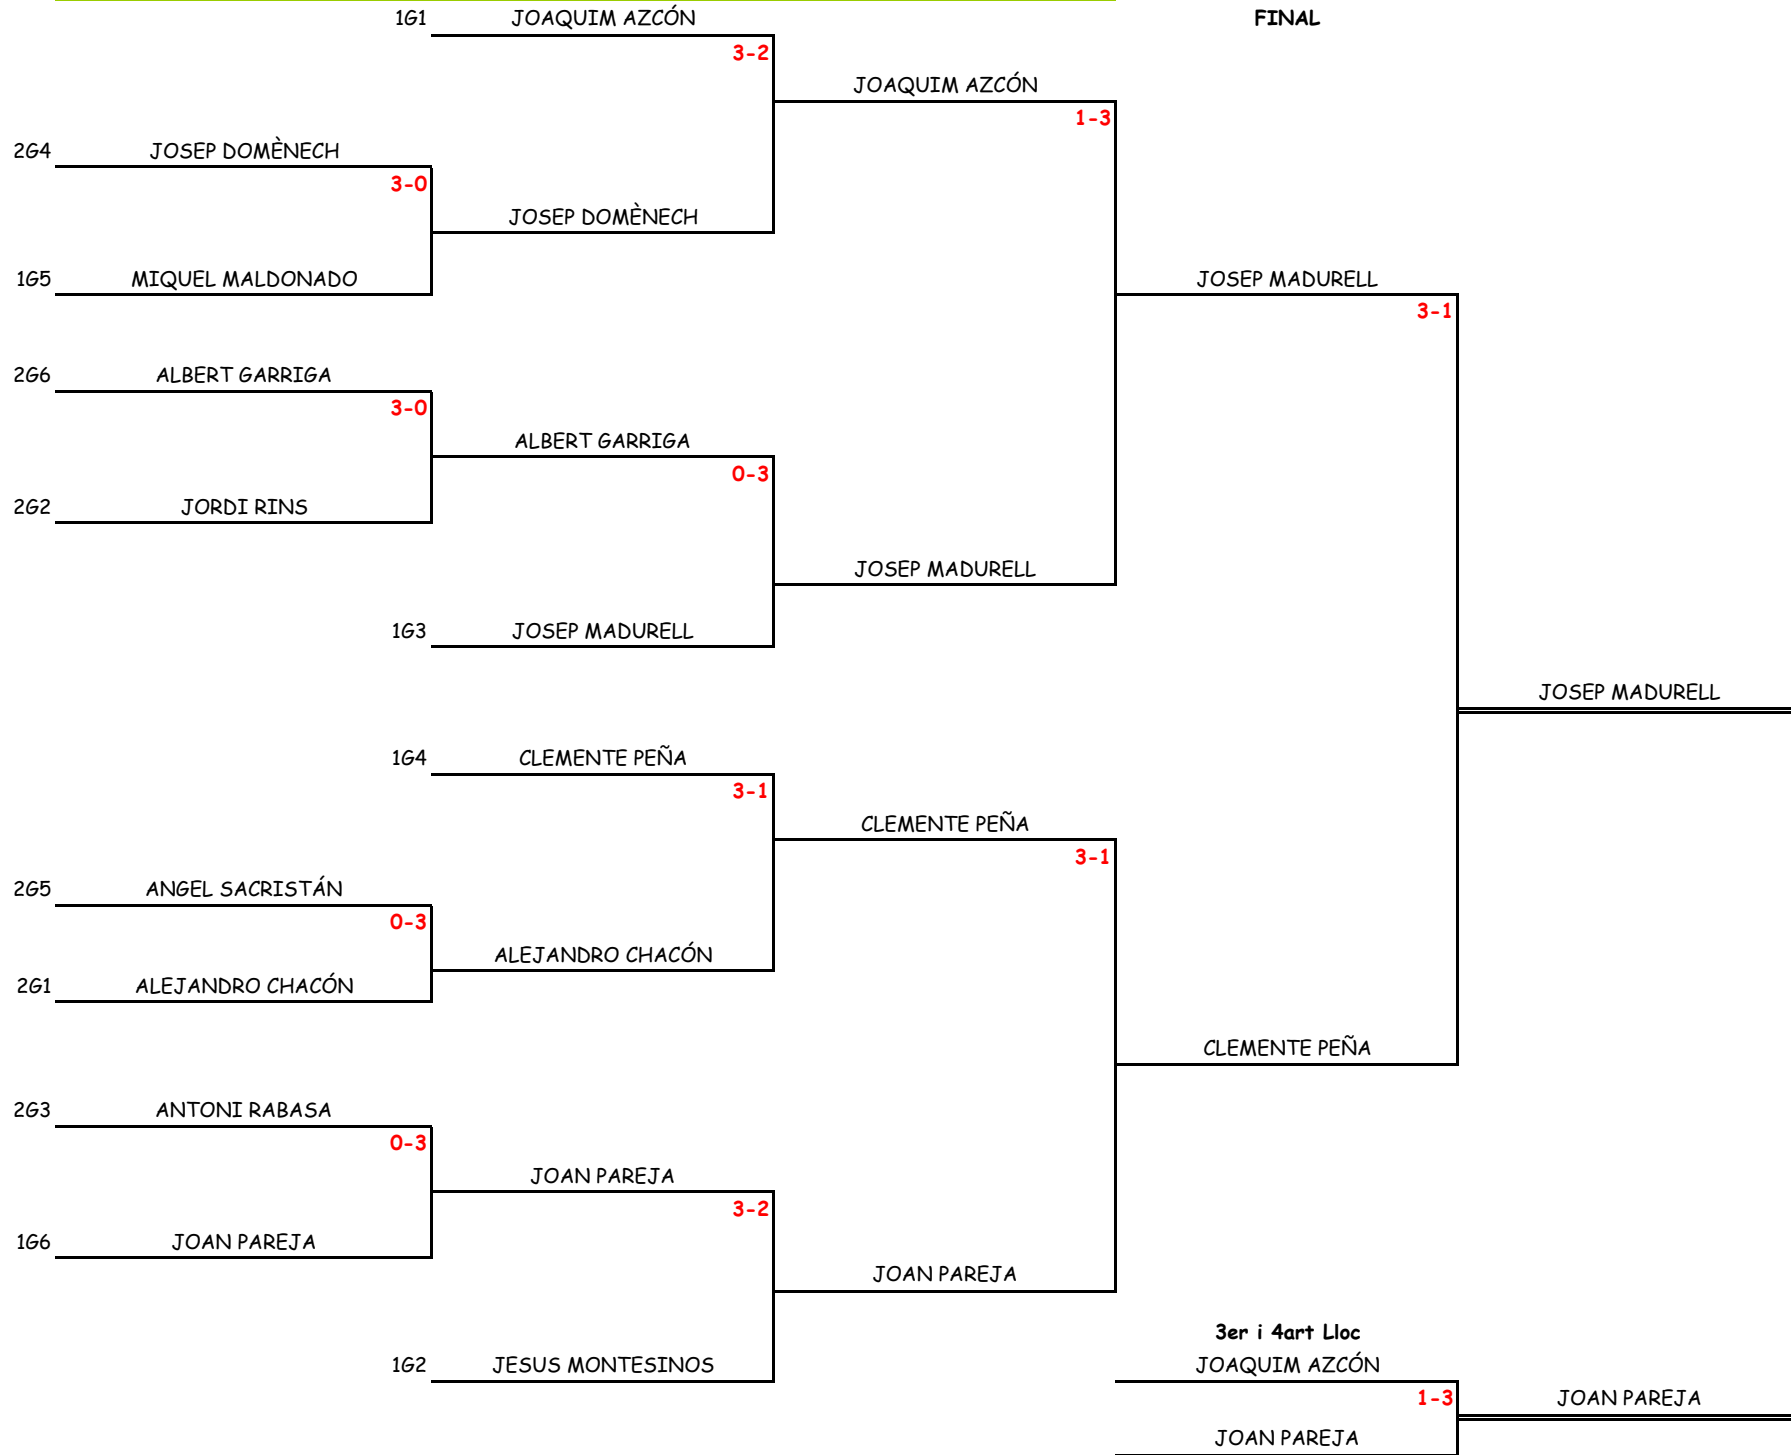 1G1 JOAQUIM AZCÓN FINAL
3-2
JOAQUIM AZCÓN
1-3
2G4 JOSEP DOMÈNECH
3-0
JOSEP DOMÈNECH
1G5 MIQUEL MALDONADO JOSEP MADURELL
3-1
2G6 ALBERT GARRIGA
3-0
ALBERT GARRIGA
0-3
2G2 JORDI RINS
JOSEP MADURELL
1G3 JOSEP MADURELL
JOSEP MADURELL
1G4 CLEMENTE PEÑA
3-1
CLEMENTE PEÑA
3-1
2G5 ANGEL SACRISTÁN
0-3
ALEJANDRO CHACÓN
2G1 ALEJANDRO CHACÓN
CLEMENTE PEÑA
2G3 ANTONI RABASA
0-3
JOAN PAREJA
3-2
1G6 JOAN PAREJA
JOAN PAREJA
3er i 4art Lloc
1G2 JESUS MONTESINOS JOAQUIM AZCÓN
1-3 JOAN PAREJA
JOAN PAREJA